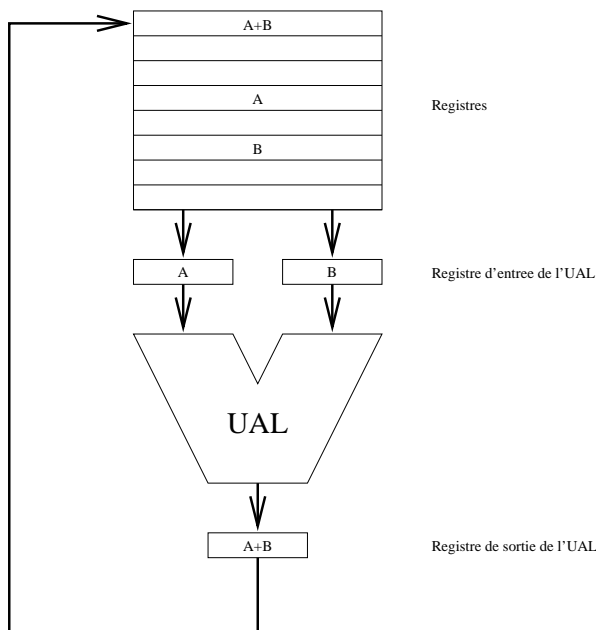 A+B
A
Registres
B
A
B
Registre d'entree de l'UAL
UAL
A+B
Registre de sortie de l'UAL